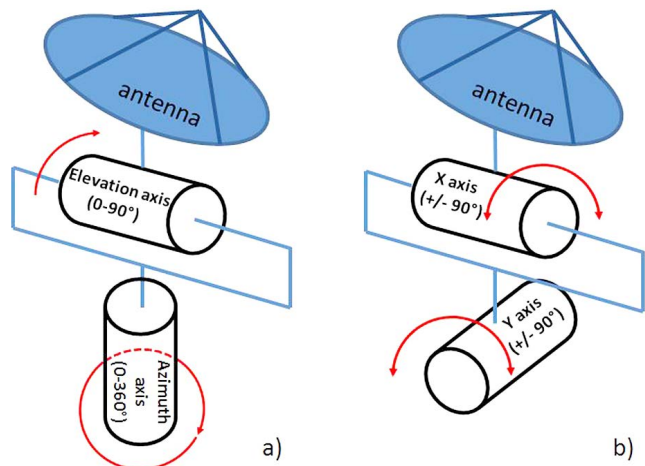 antenna
Elevation axis
(0-90°)
Azimuth
axis
(0-360°)
a)
antenna
X axis
(+/- 90°)
Y axis
(+/- 90°)
b)